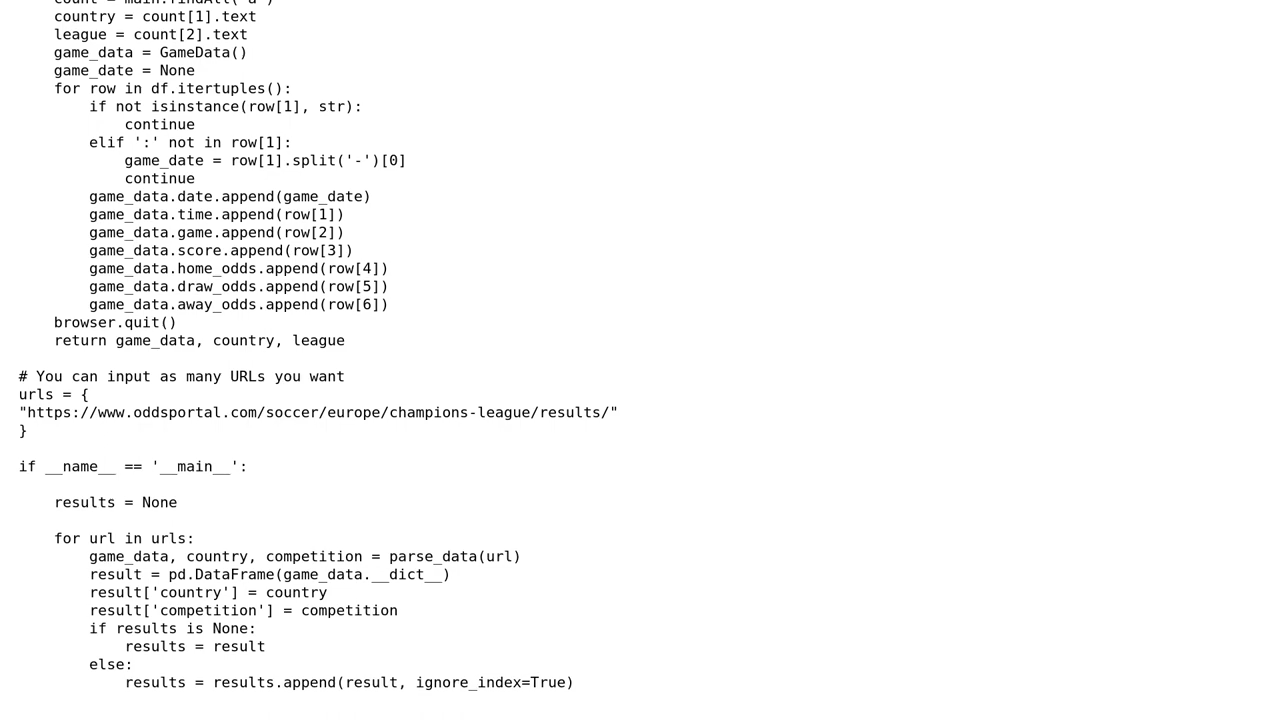 count = main.findAll('a')
country = count[1].text
league = count[2].text
game_data = GameData()
game_date = None
for row in df.itertuples():
if not isinstance(row[1], str):
continue
elif ':' not in row[1]:
game_date = row[1].split('-')[0]
continue
game_data.date.append(game_date)
game_data.time.append(row[1])
game_data.game.append(row[2])
game_data.score.append(row[3])
game_data.home_odds.append(row[4])
game_data.draw_odds.append(row[5])
game_data.away_odds.append(row[6])
browser.quit()
return game_data, country, league
# You can input as many URLs you want
urls = {
"https://www.oddsportal.com/soccer/europe/champions-league/results/"
}
if __name__ == '__main__':
results = None
for url in urls:
game_data, country, competition = parse_data(url)
result = pd.DataFrame(game_data.__dict__)
result['country'] = country
result['competition'] = competition
if results is None:
results = result
else:
results = results.append(result, ignore_index=True)